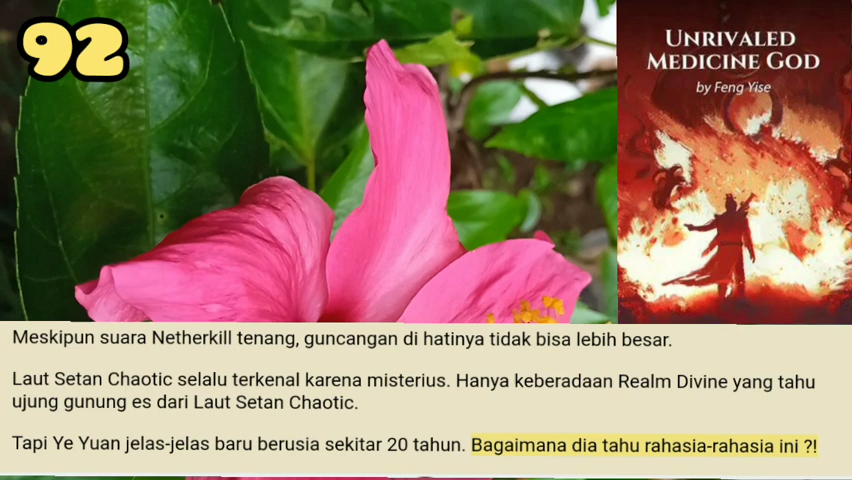 92
UNRIVALED
MEDICINE GOD
by Feng Yise
Meskipun suara Netherkill tenang, guncangan di hatinya tidak bisa lebih besar.
Laut Setan Chaotic selalu terkenal karena misterius. Hanya keberadaan Realm Divine yang tahu
ujung gunung es dari Laut Setan Chaotic.
Tapi Ye Yuan jelas-jelas baru berusia sekitar 20 tahun. Bagaimana dia tahu rahasia-rahasia ini ?!